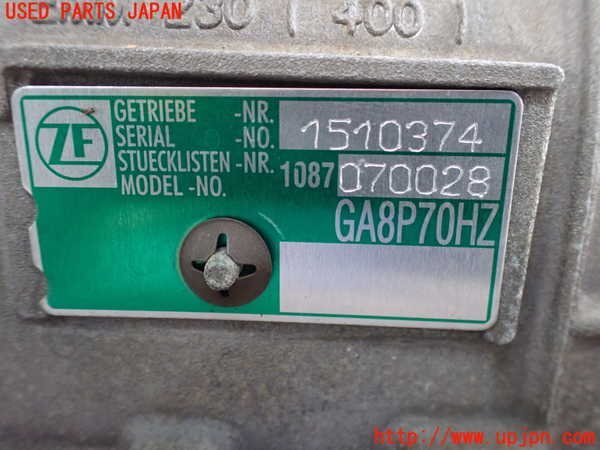 USED PARTS JAPAN
230 400
ZF
GETRIEBE -NR.
SERIAL -NO. 1510374
STUECKLISTEN -NR.
MODEL -NO. 1087 070028
GA8P70HZ
http://www.upjpn.com